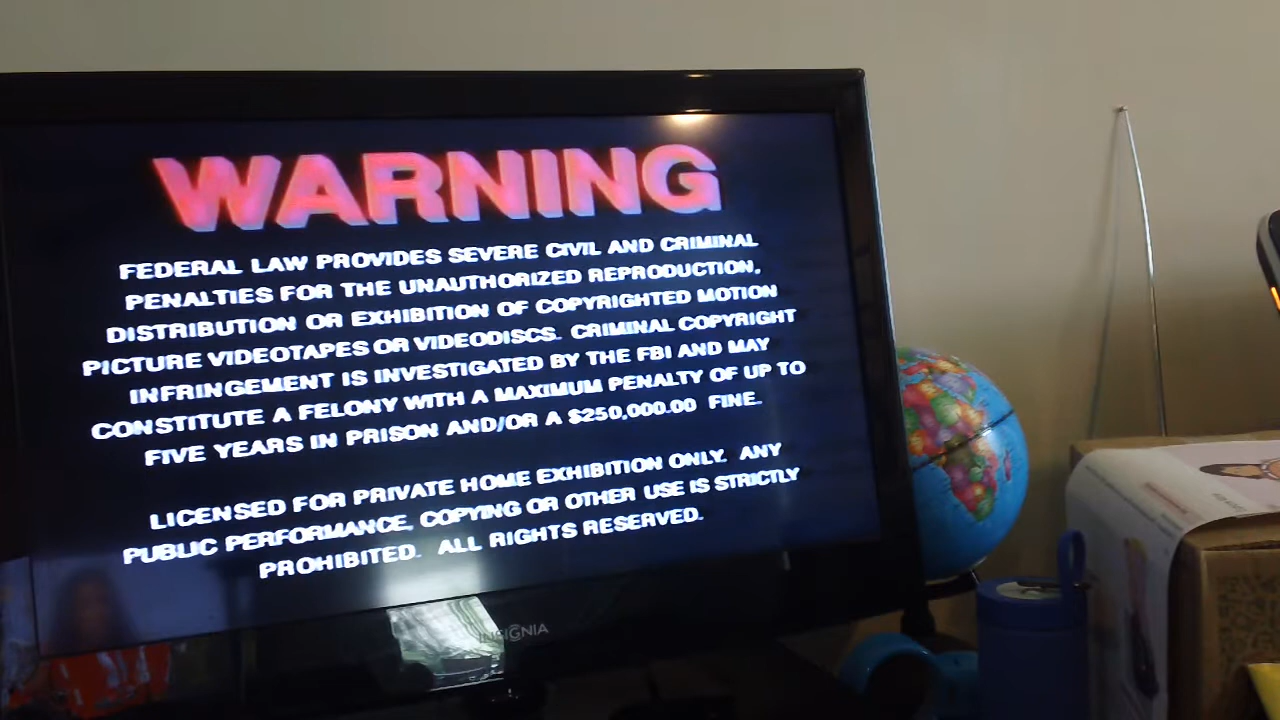 WARNING
FEDERAL LAW PROVIDES SEVERE CIVIL AND CRIMINAL
PENALTIES FOR THE UNAUTHORIZED REPRODUCTION,
DISTRIBUTION OR EXHIBITION OF COPYRIGHTED MOTION
PICTURE VIDEOTAPES OR VIDEODISCS. CRIMINAL COPYRIGHT
INFRINGEMENT IS INVESTIGATED BY THE FBI AND MAY
CONSTITUTE A FELONY WITH A MAXIMUM PENALTY OF UP TO
FIVE YEARS IN PRISON AND/OR A $250,000.00 FINE.
LICENSED FOR PRIVATE HOME EXHIBITION ONLY. ANY
PUBLIC PERFORMANCE, COPYING OR OTHER USE IS STRICTLY
PROHIBITED. ALL RIGHTS RESERVED.
INSIGNIA